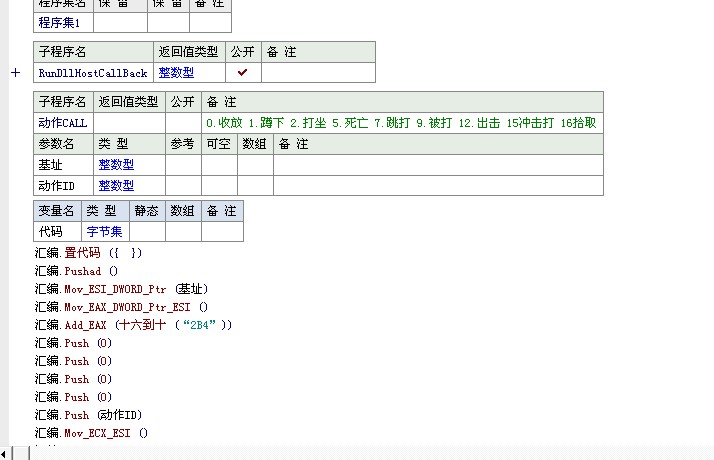 程序集名 保 留 保 留 备 注
程序集1
子程序名 返回值类型 公开 备 注
RunDllHostCallBack 整数型 ✓
子程序名 返回值类型 公开 备 注
动作CALL 0.收放 1.蹲下 2.打坐 5.死亡 7.跳打 9.被打 12.出击 15冲击打 16拾取
参数名 类 型 参考 可空 数组 备 注
基址 整数型
动作ID 整数型
变量名 类 型 静态 数组 备 注
代码 字节集
汇编.置代码 ({ })
汇编.Pushad ()
汇编.Mov_ESI_DWORD_Ptr (基址)
汇编.Mov_EAX_DWORD_Ptr_ESI ()
汇编.Add_EAX (十六到十 (“2B4”))
汇编.Push (0)
汇编.Push (0)
汇编.Push (0)
汇编.Push (0)
汇编.Push (动作ID)
汇编.Mov_ECX_ESI ()